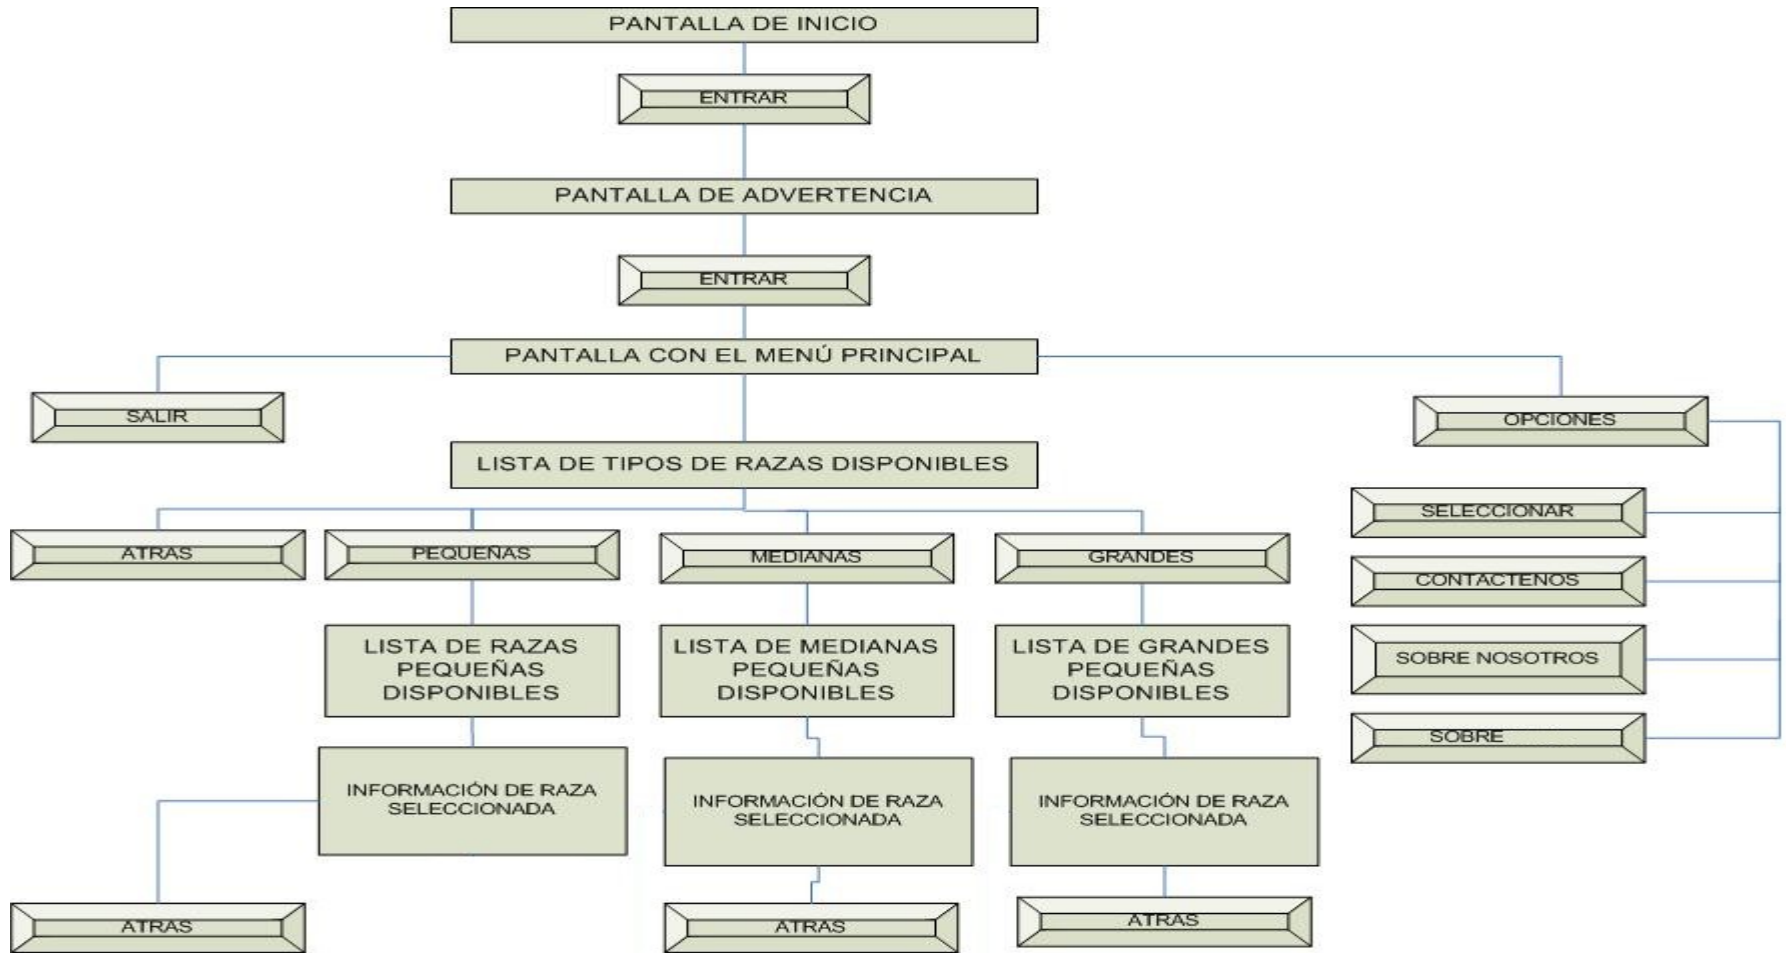 PANTALLA DE INICIO
ENTRAR
PANTALLA DE ADVERTENCIA
ENTRAR
PANTALLA CON EL MENÚ PRINCIPAL
SALIR
OPCIONES
LISTA DE TIPOS DE RAZAS DISPONIBLES
SELECCIONAR
ATRAS
PEQUEÑAS
MEDIANAS
GRANDES
CONTACTENOS
LISTA DE RAZAS
PEQUEÑAS
DISPONIBLES
LISTA DE MEDIANAS
PEQUEÑAS
DISPONIBLES
LISTA DE GRANDES
PEQUEÑAS
DISPONIBLES
SOBRE NOSOTROS
SOBRE
INFORMACIÓN DE RAZA
SELECCIONADA
INFORMACIÓN DE RAZA
SELECCIONADA
INFORMACIÓN DE RAZA
SELECCIONADA
ATRAS
ATRAS
ATRAS